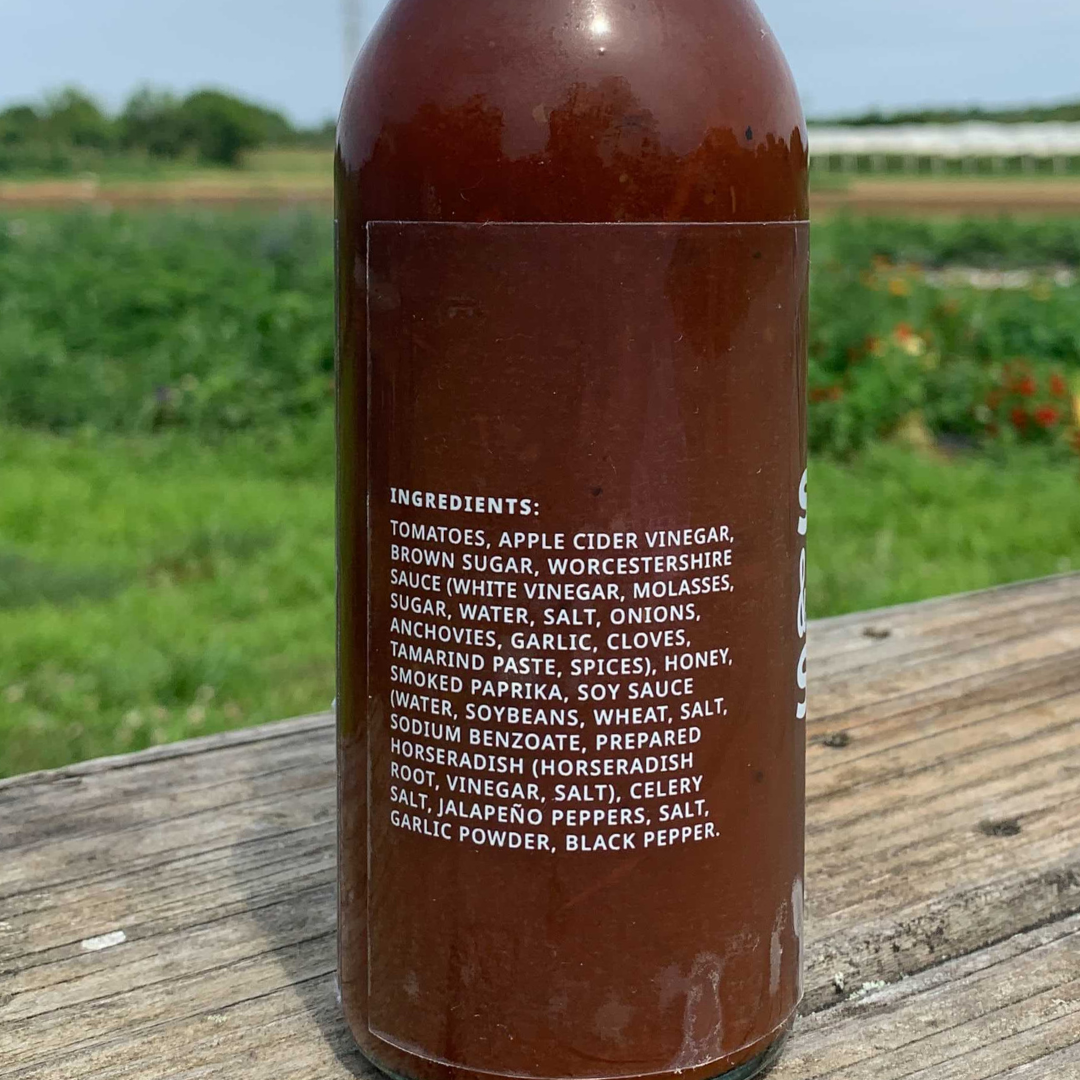 INGREDIENTS:
TOMATOES, APPLE CIDER VINEGAR,
BROWN SUGAR, WORCESTERSHIRE
SAUCE (WHITE VINEGAR, MOLASSES,
SUGAR, WATER, SALT, ONIONS,
ANCHOVIES, GARLIC, CLOVES,
TAMARIND PASTE, SPICES), HONEY,
SMOKED PAPRIKA, SOY SAUCE
(WATER, SOYBEANS, WHEAT, SALT,
SODIUM BENZOATE, PREPARED
HORSERADISH (HORSERADISH
ROOT, VINEGAR, SALT), CELERY
SALT, JALAPEÑO PEPPERS, SALT,
GARLIC POWDER, BLACK PEPPER.